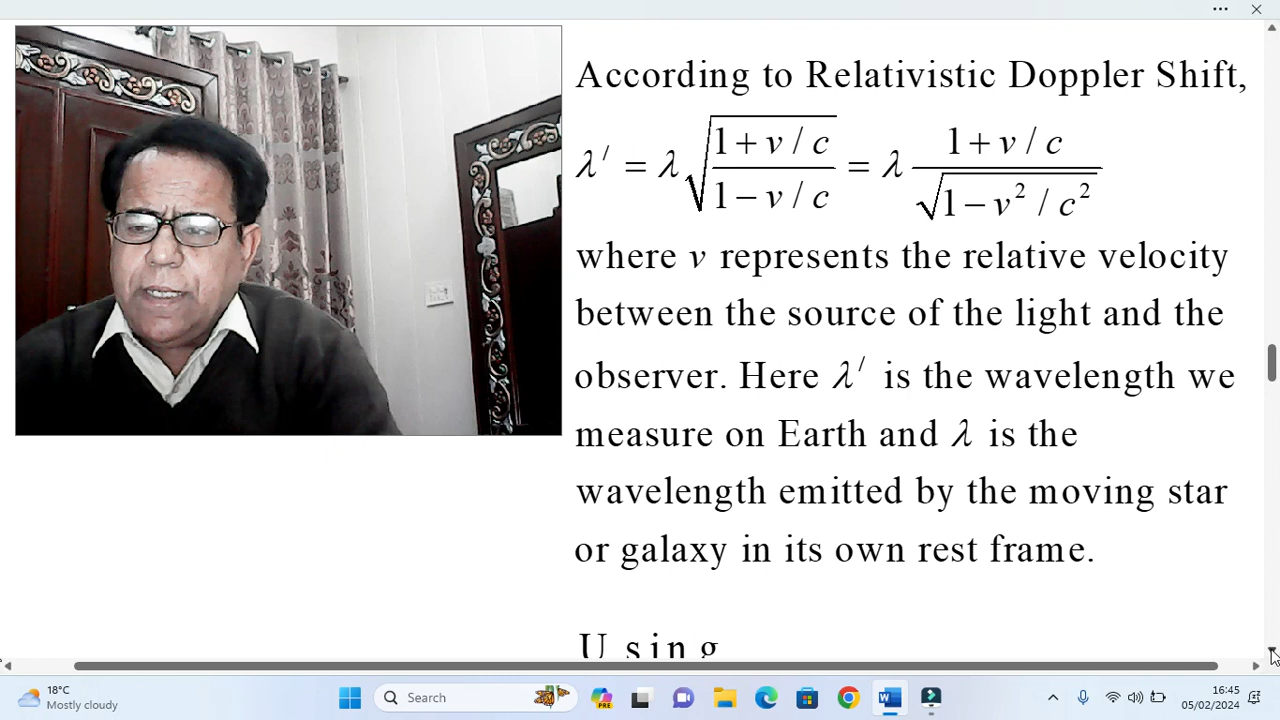 According to Relativistic Doppler Shift,
λ′ = λ √((1 + v / c) / (1 − v / c)) = λ (1 + v / c) / √(1 − v² / c²)
where v represents the relative velocity
between the source of the light and the
observer. Here λ′ is the wavelength we
measure on Earth and λ is the
wavelength emitted by the moving star
or galaxy in its own rest frame.
Using
18°C
Mostly cloudy
Search
PRE
16:45
05/02/2024